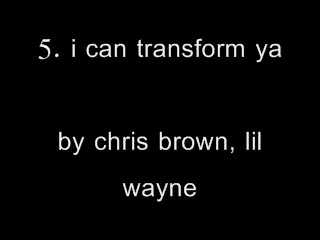 5. i can transform ya
by chris brown, lil
wayne